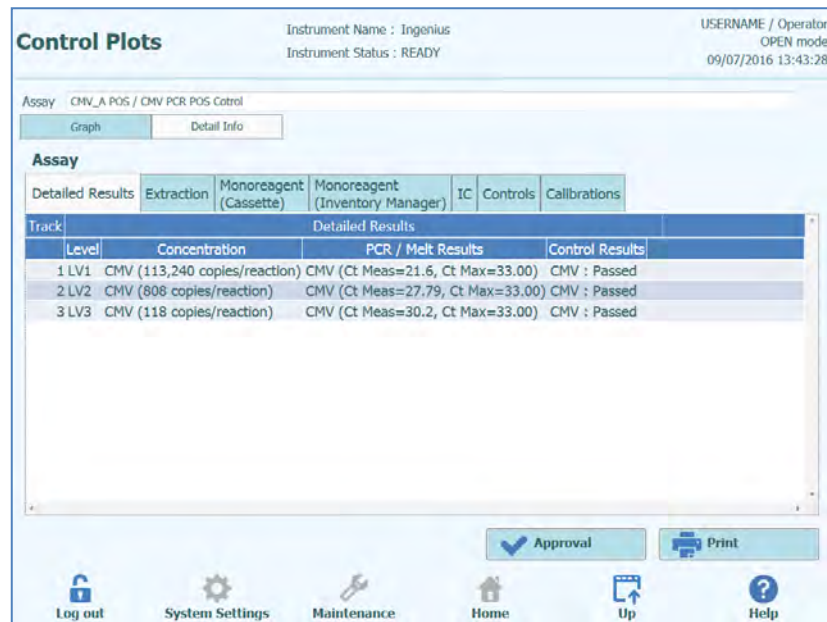 Control Plots
Instrument Name : Ingenius
Instrument Status : READY
USERNAME / Operator
OPEN mode
09/07/2016 13:43:28
Assay CMV_A POS / CMV PCR POS Cotrol
Graph Detail Info
Assay
Detailed Results Extraction Monoreagent (Cassette) Monoreagent (Inventory Manager) IC Controls Calibrations
Track Detailed Results
Level Concentration PCR / Melt Results Control Results
1 LV1 CMV (113,240 copies/reaction) CMV (Ct Meas=21.6, Ct Max=33.00) CMV : Passed
2 LV2 CMV (808 copies/reaction) CMV (Ct Meas=27.79, Ct Max=33.00) CMV : Passed
3 LV3 CMV (118 copies/reaction) CMV (Ct Meas=30.2, Ct Max=33.00) CMV : Passed
Approval Print
Log out System Settings Maintenance Home Up Help